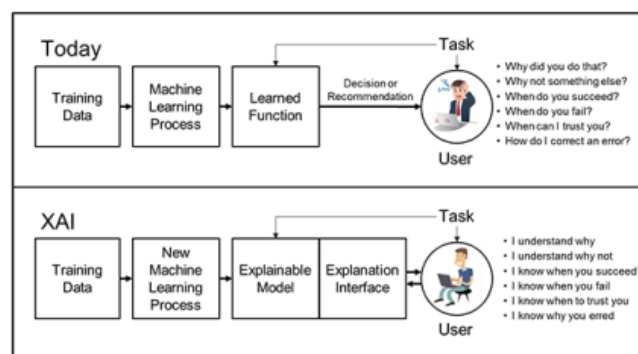 Today
Task
Training
Data
Machine
Learning
Process
Learned
Function
Decision or
Recommendation
User
• Why did you do that?
• Why not something else?
• When do you succeed?
• When do you fail?
• When can I trust you?
• How do I correct an error?
XAI
Task
Training
Data
New
Machine
Learning
Process
Explainable
Model
Explanation
Interface
User
• I understand why
• I understand why not
• I know when you succeed
• I know when you fail
• I know when to trust you
• I know why you erred